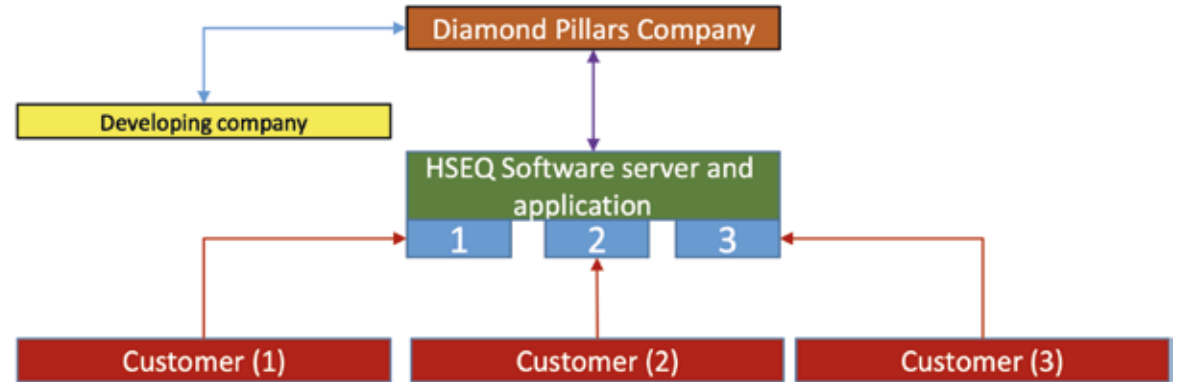 Diamond Pillars Company
Developing company
HSEQ Software server and
application
1 2 3
Customer (1) Customer (2) Customer (3)